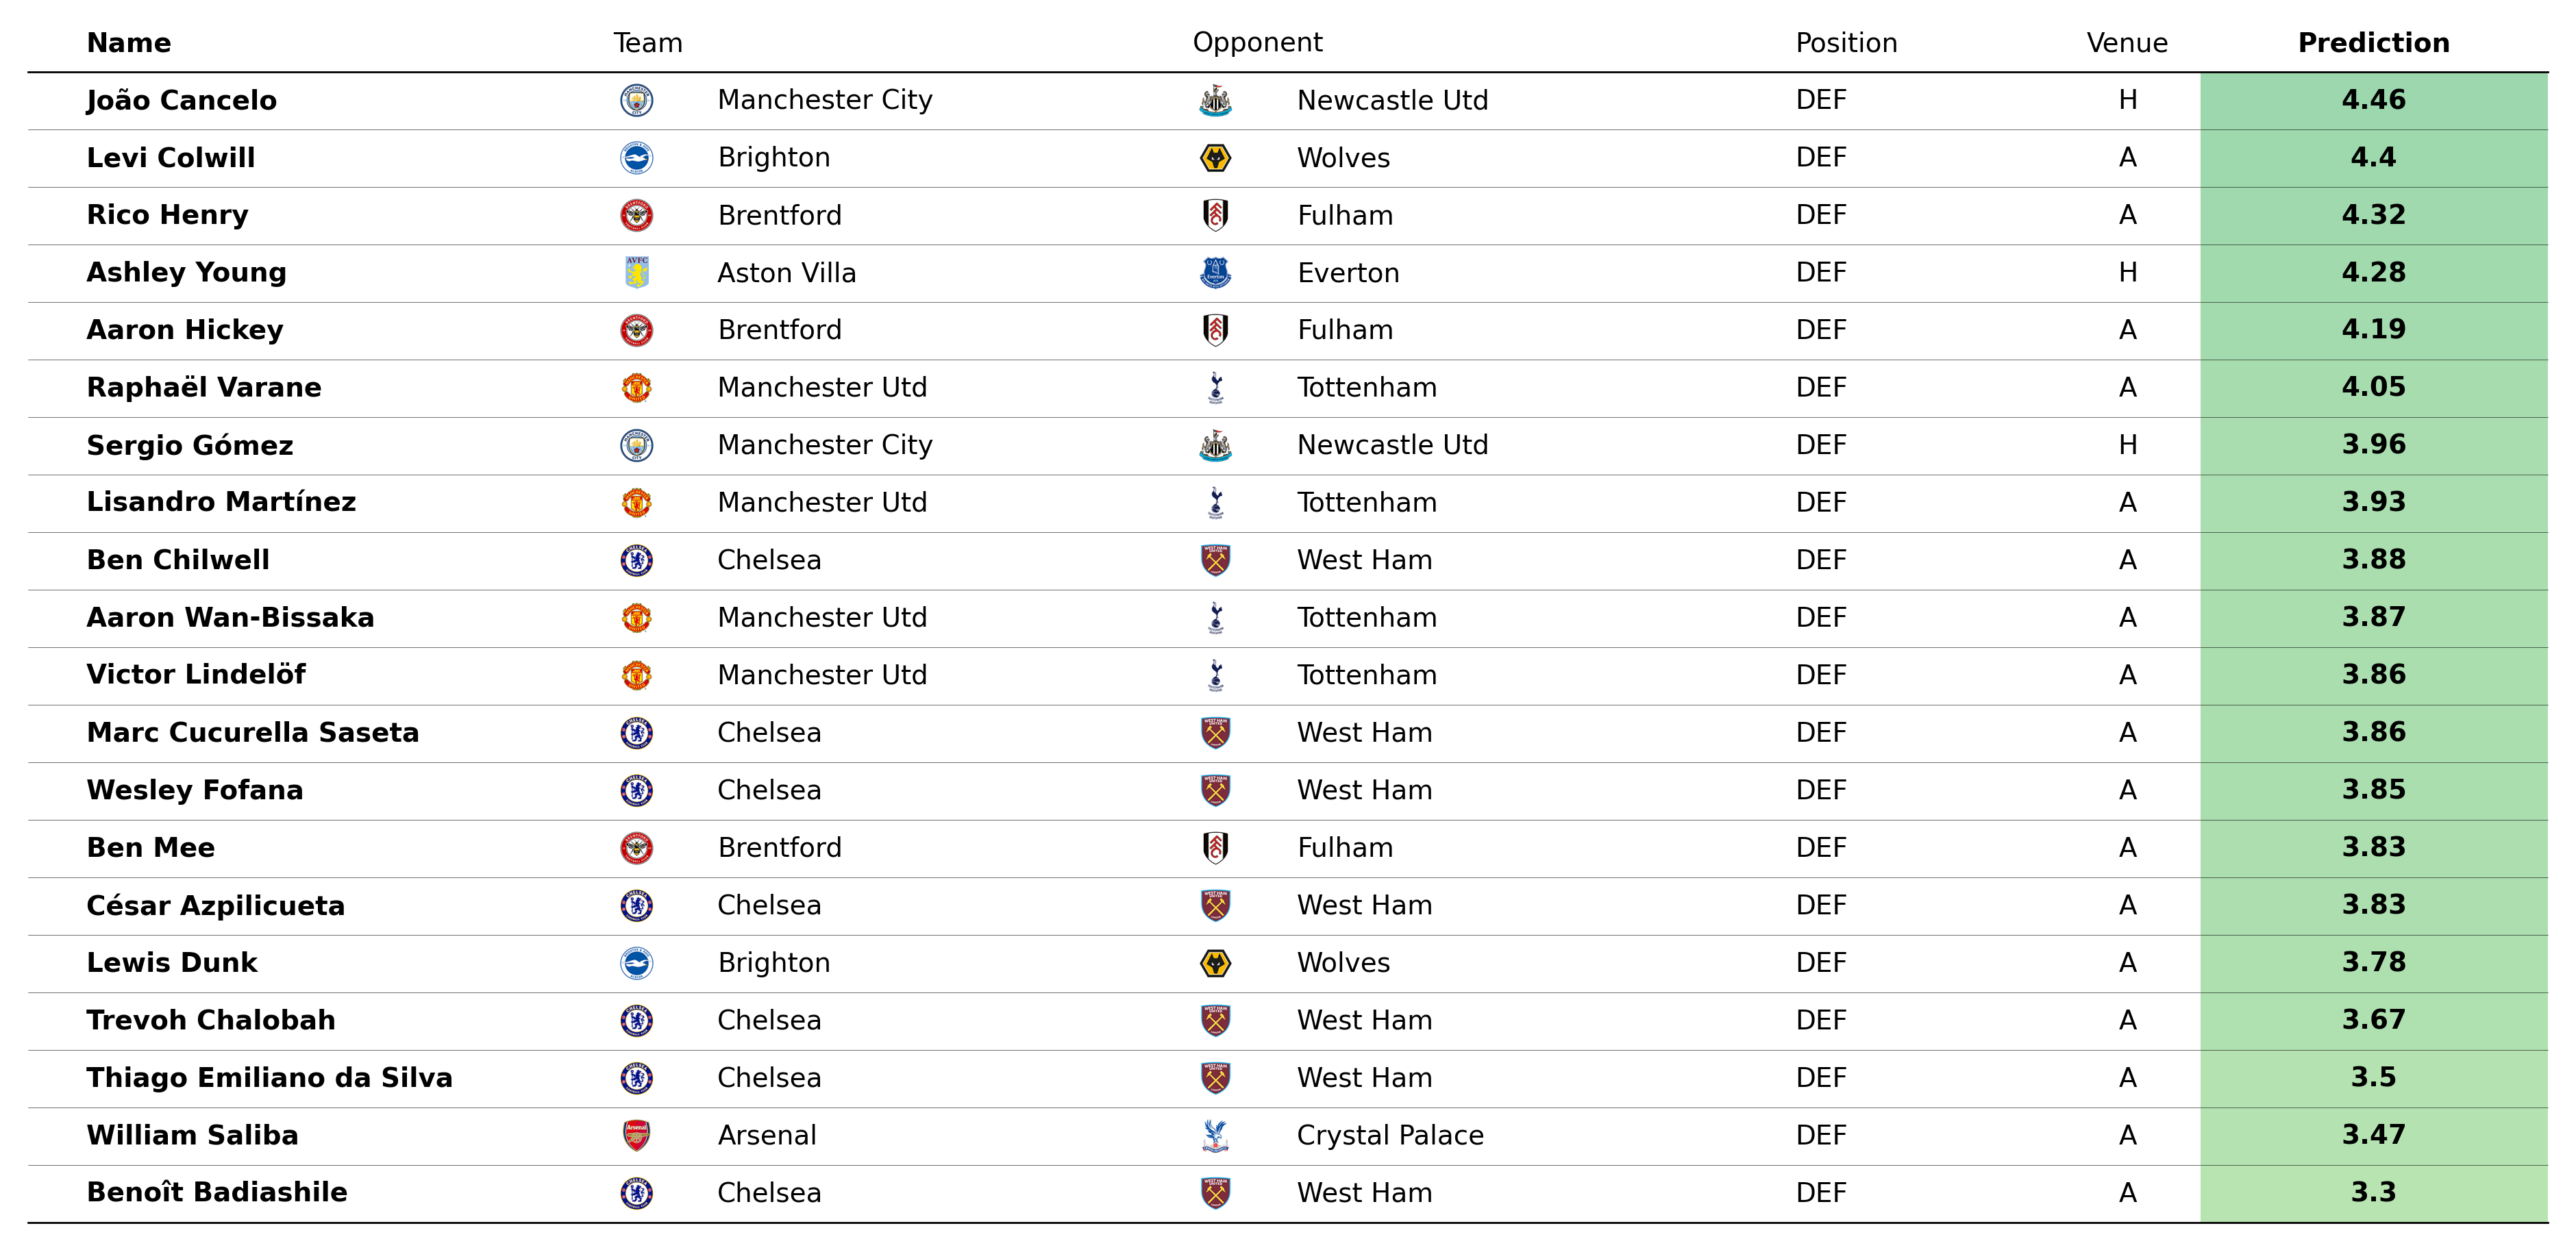 Name Team Opponent Position Venue Prediction
João Cancelo Manchester City Newcastle Utd DEF H 4.46
Levi Colwill Brighton Wolves DEF A 4.4
Rico Henry Brentford Fulham DEF A 4.32
Ashley Young AVFC Aston Villa Everton Everton DEF H 4.28
Aaron Hickey Brentford Fulham DEF A 4.19
Raphaël Varane Manchester Utd Tottenham DEF A 4.05
Sergio Gómez Manchester City Newcastle Utd DEF H 3.96
Lisandro Martínez Manchester Utd Tottenham DEF A 3.93
Ben Chilwell Chelsea West Ham DEF A 3.88
Aaron Wan-Bissaka Manchester Utd Tottenham DEF A 3.87
Victor Lindelöf Manchester Utd Tottenham DEF A 3.86
Marc Cucurella Saseta Chelsea West Ham DEF A 3.86
Wesley Fofana Chelsea West Ham DEF A 3.85
Ben Mee Brentford Fulham DEF A 3.83
César Azpilicueta Chelsea West Ham DEF A 3.83
Lewis Dunk Brighton Wolves DEF A 3.78
Trevoh Chalobah Chelsea West Ham DEF A 3.67
Thiago Emiliano da Silva Chelsea West Ham DEF A 3.5
William Saliba Arsenal Arsenal Crystal Palace DEF A 3.47
Benoît Badiashile Chelsea West Ham DEF A 3.3